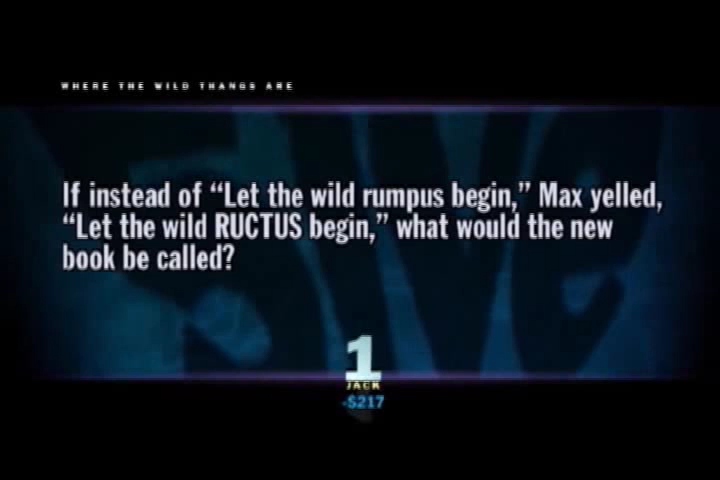 WHERE THE WILD THANGS ARE
If instead of “Let the wild rumpus begin,” Max yelled,
“Let the wild RUCTUS begin,” what would the new
book be called?
1
JACK
-$217